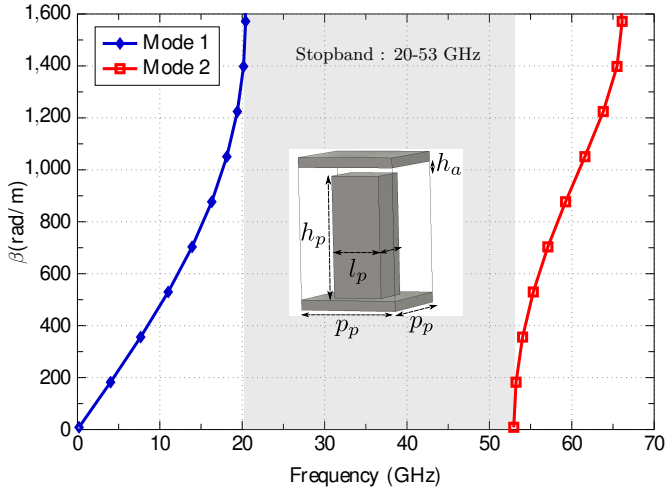 1,600
1,400
1,200
1,000
800
600
400
200
0
β(rad/m)
Mode 1
Mode 2
Stopband : 20-53 GHz
h_a
h_p
l_p
p_p
p_p
0 10 20 30 40 50 60 70
Frequency (GHz)